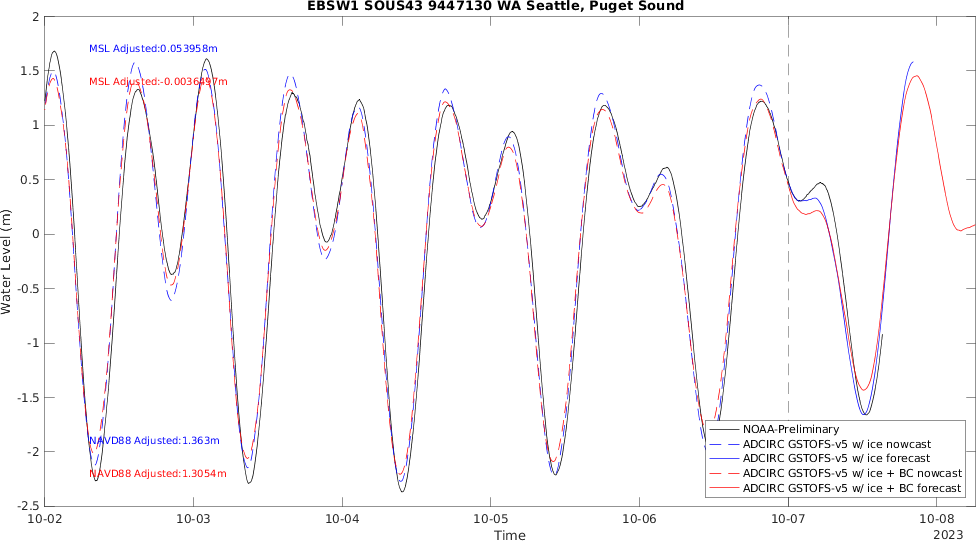 EBSW1 SOUS43 9447130 WA Seattle, Puget Sound
2
1.5
1
0.5
0
-0.5
-1
-1.5
-2
-2.5
Water Level (m)
MSL Adjusted:0.053958m
MSL Adjusted:-0.0036497m
NAVD88 Adjusted:1.363m
NAVD88 Adjusted:1.3054m
NOAA-Preliminary
ADCIRC GSTOFS-v5 w/ ice nowcast
ADCIRC GSTOFS-v5 w/ ice forecast
ADCIRC GSTOFS-v5 w/ ice + BC nowcast
ADCIRC GSTOFS-v5 w/ ice + BC forecast
10-02 10-03 10-04 10-05 10-06 10-07 10-08
Time
2023